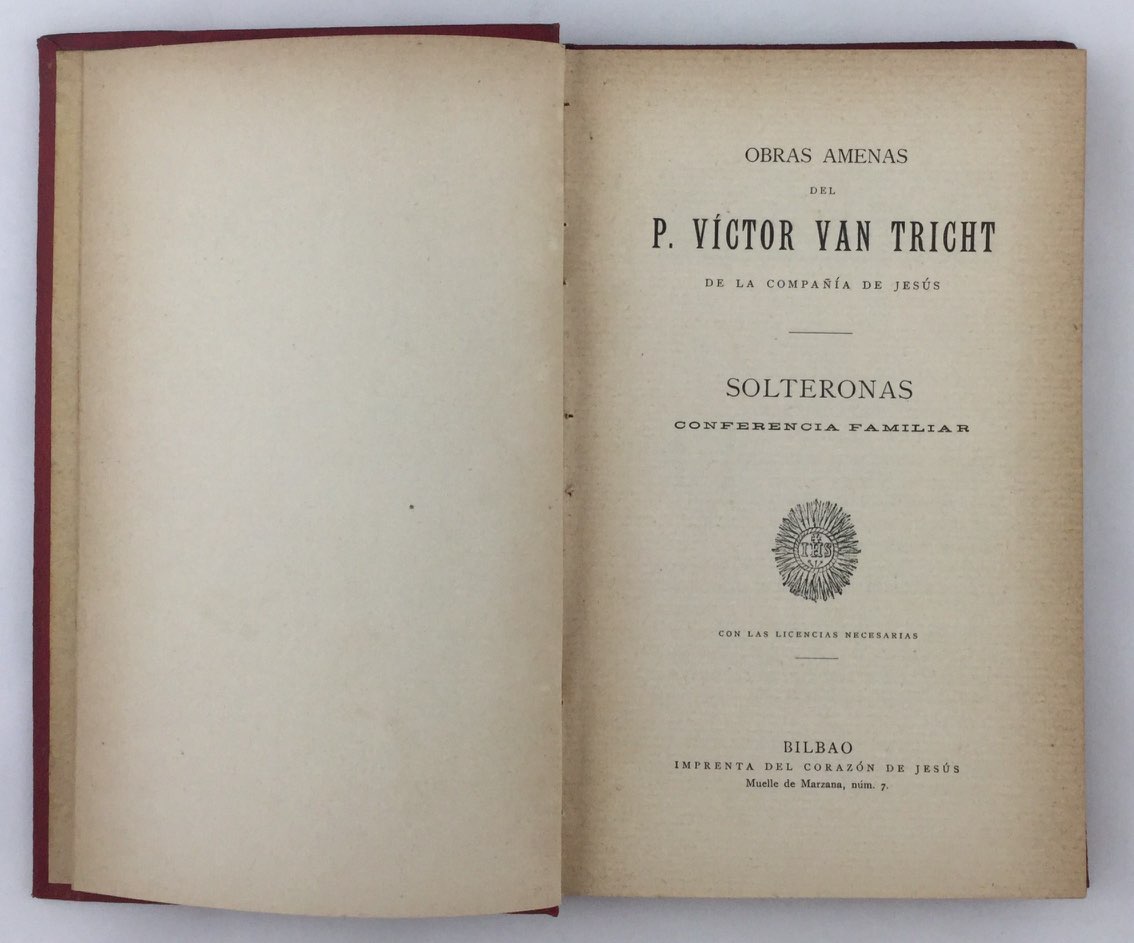 OBRAS AMENAS
DEL
P. VÍCTOR VAN TRICHT
DE LA COMPAÑÍA DE JESÚS
SOLTERONAS
CONFERENCIA FAMILIAR
IHS
CON LAS LICENCIAS NECESARIAS
BILBAO
IMPRENTA DEL CORAZÓN DE JESÚS
Muelle de Marzana, núm. 7.